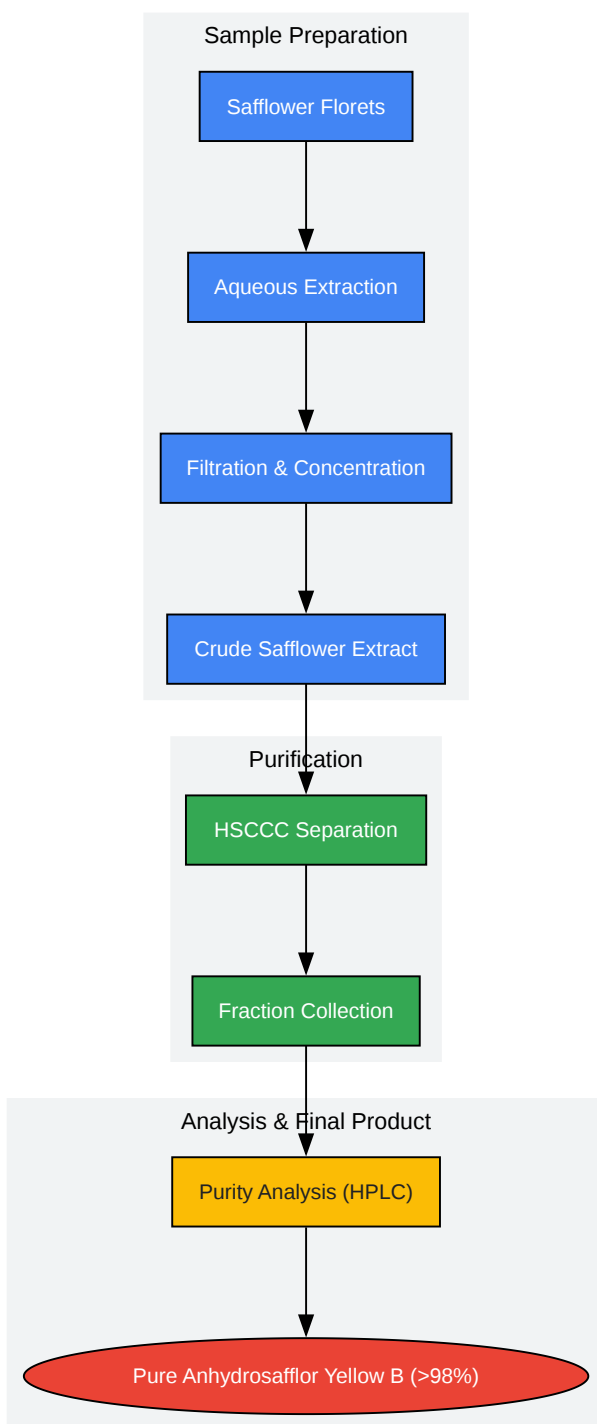 Sample Preparation
Safflower Florets
Aqueous Extraction
Filtration & Concentration
Crude Safflower Extract
Purification
HSCCC Separation
Fraction Collection
Analysis & Final Product
Purity Analysis (HPLC)
Pure Anhydrosafflor Yellow B (>98%)